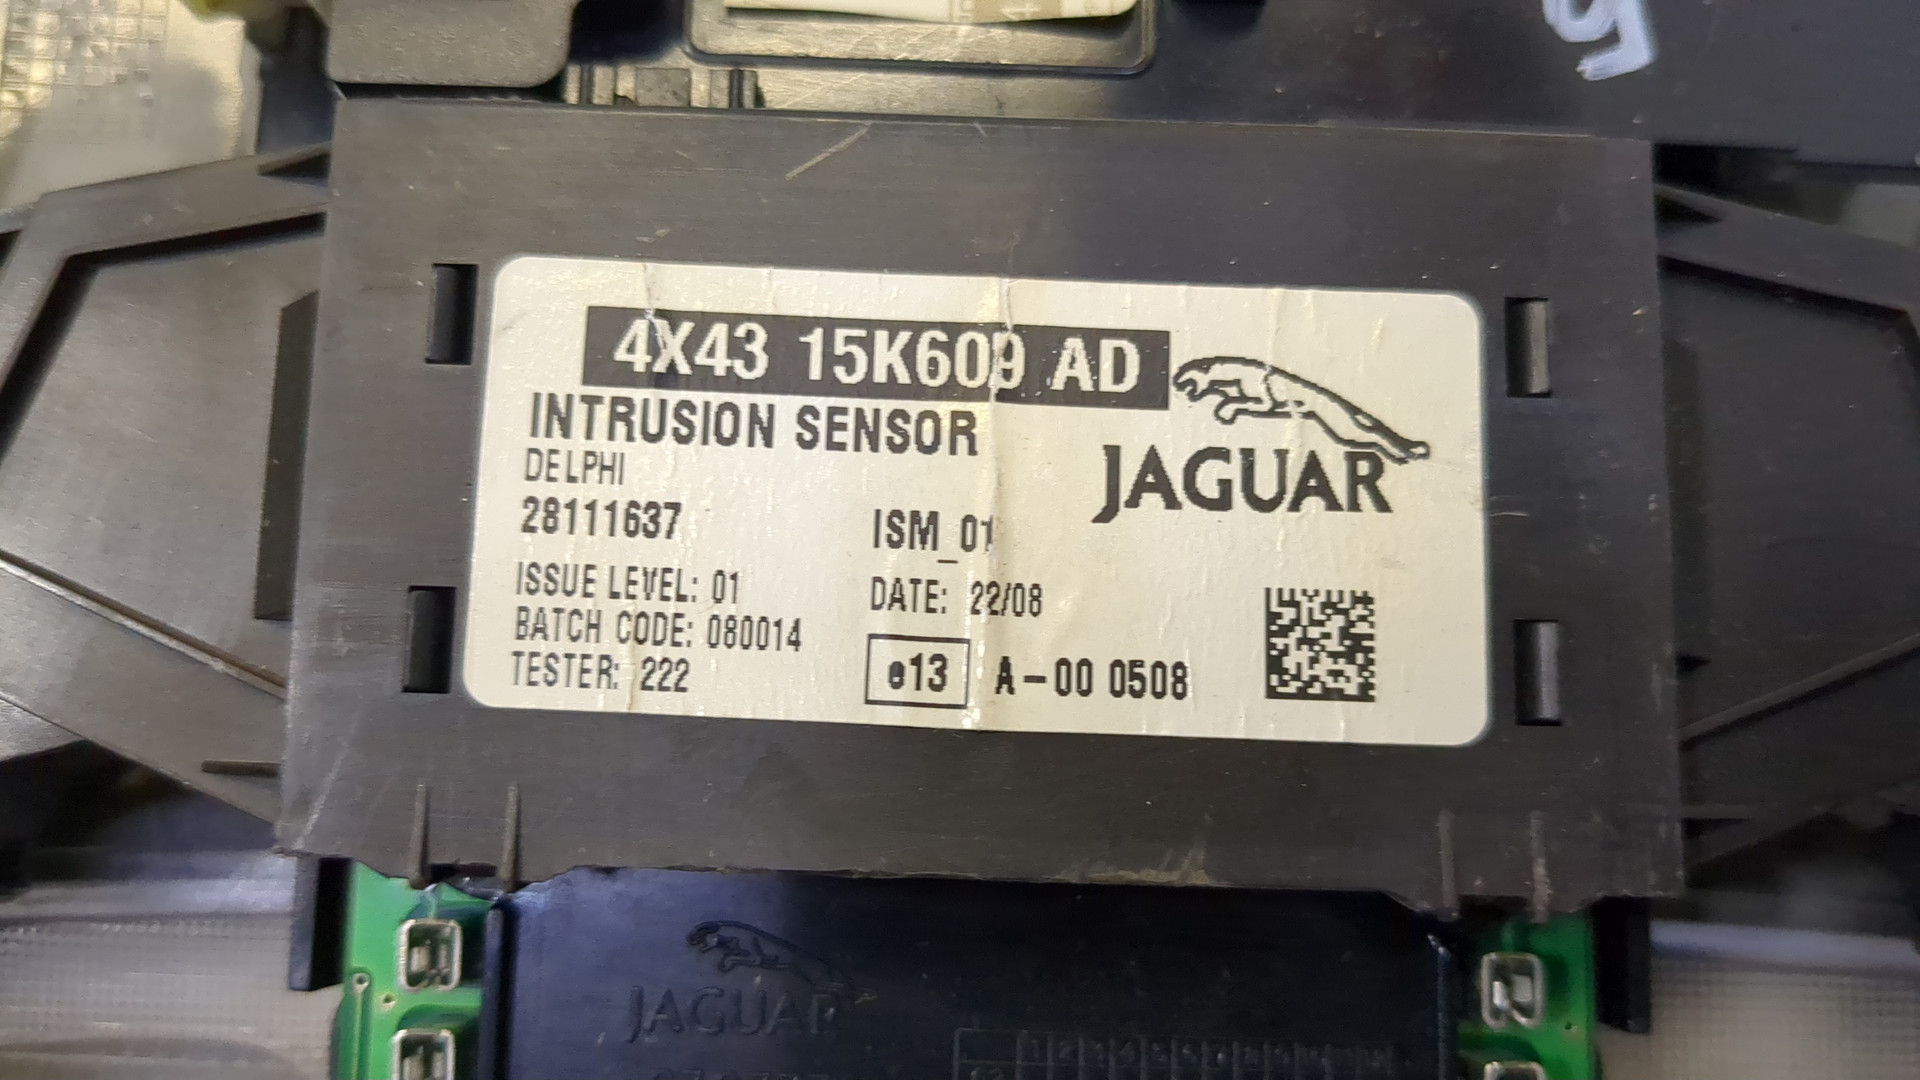 4X43 15K609 AD
INTRUSION SENSOR
DELPHI
JAGUAR
28111637
ISM_01
ISSUE LEVEL: 01
DATE: 22/08
BATCH CODE: 080014
TESTER: 222
e13 A-00 0508
JAGUAR